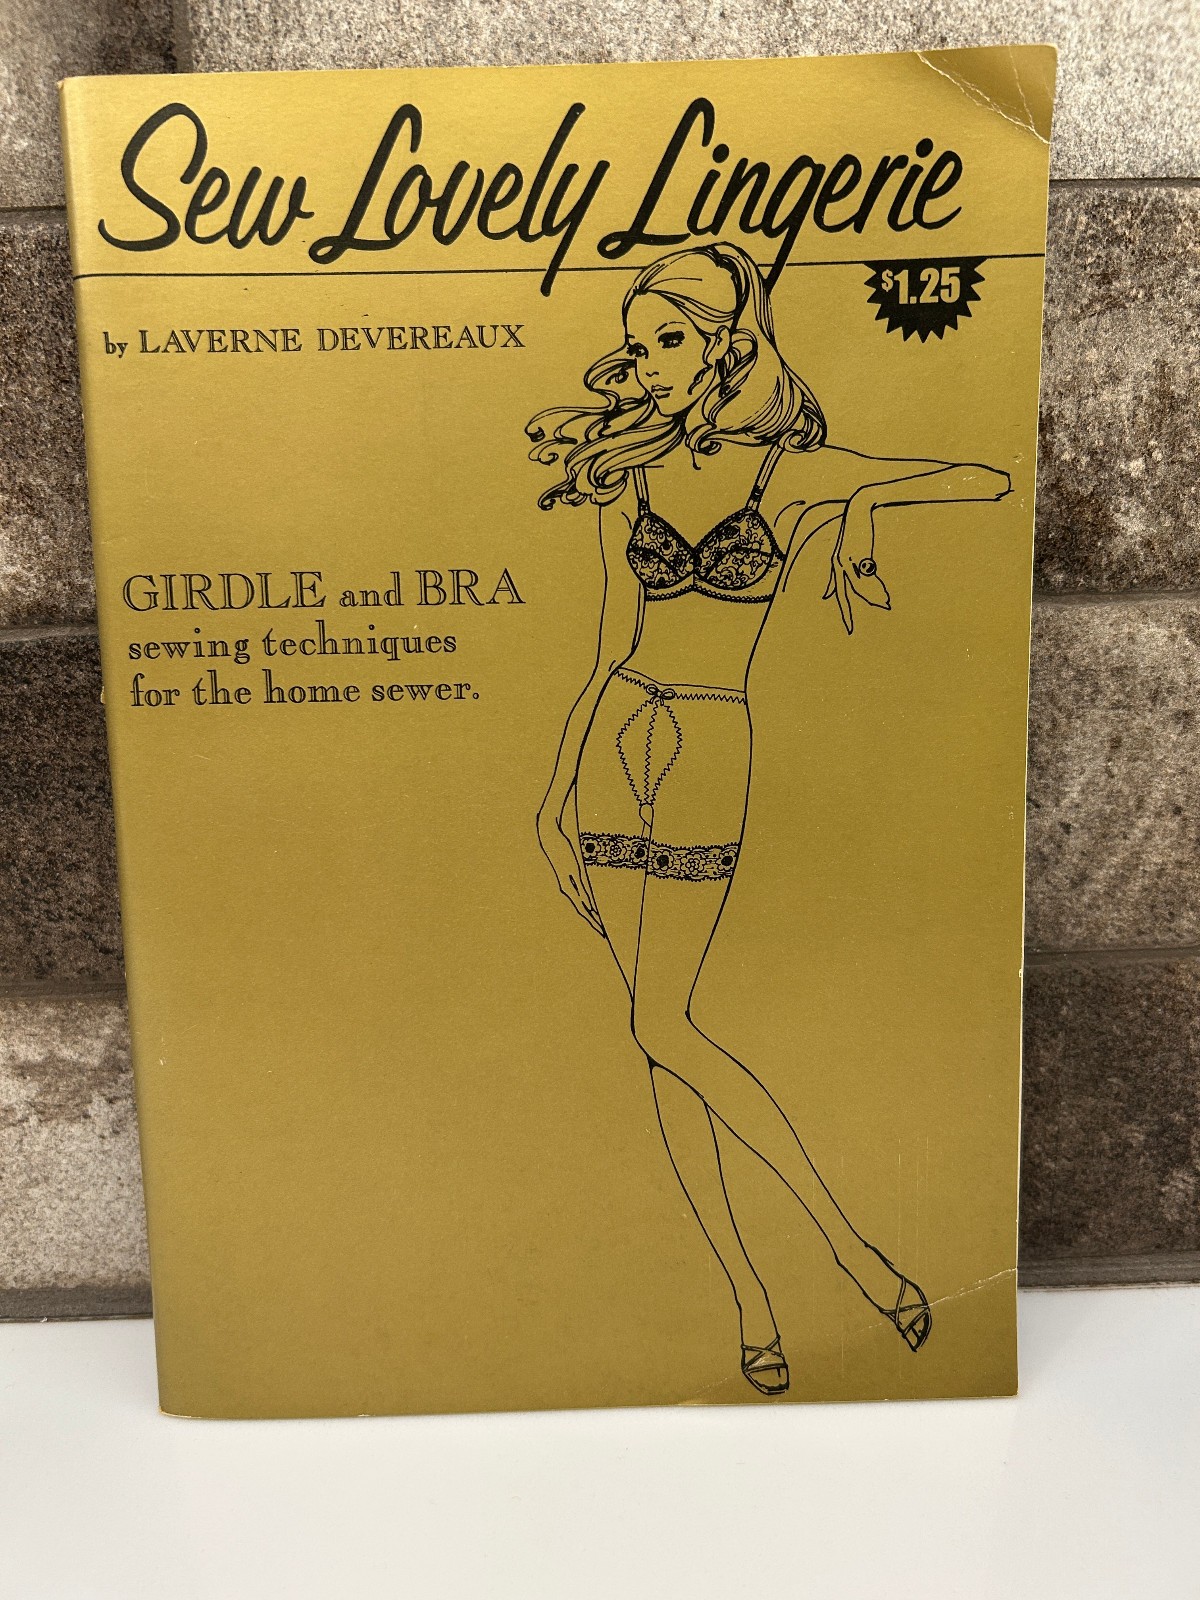 Sew Lovely Lingerie
$1.25
by LAVERNE DEVEREAUX
GIRDLE and BRA
sewing techniques
for the home sewer.